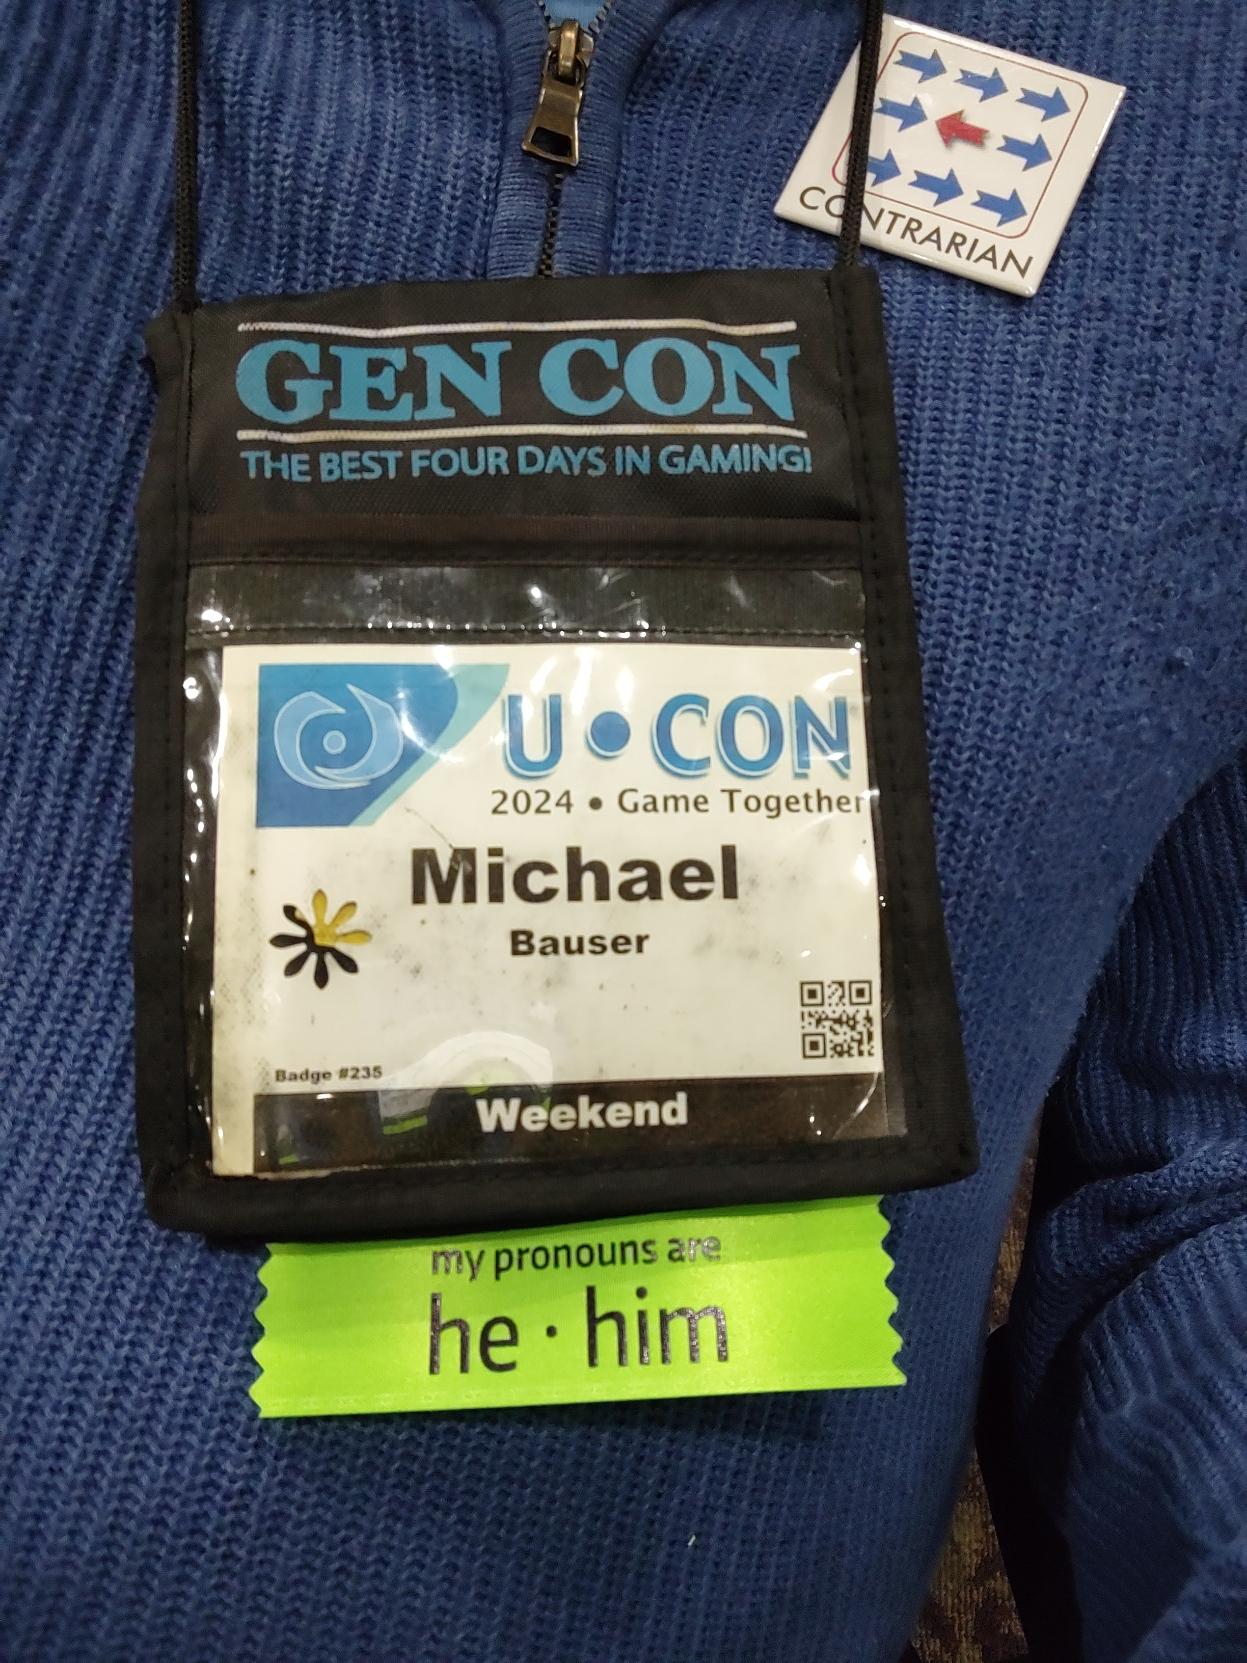 CONTRARIAN
GEN CON
THE BEST FOUR DAYS IN GAMING!
U•CON
2024 • Game Together
Michael
Bauser
Badge #235
Weekend
my pronouns are
he · him